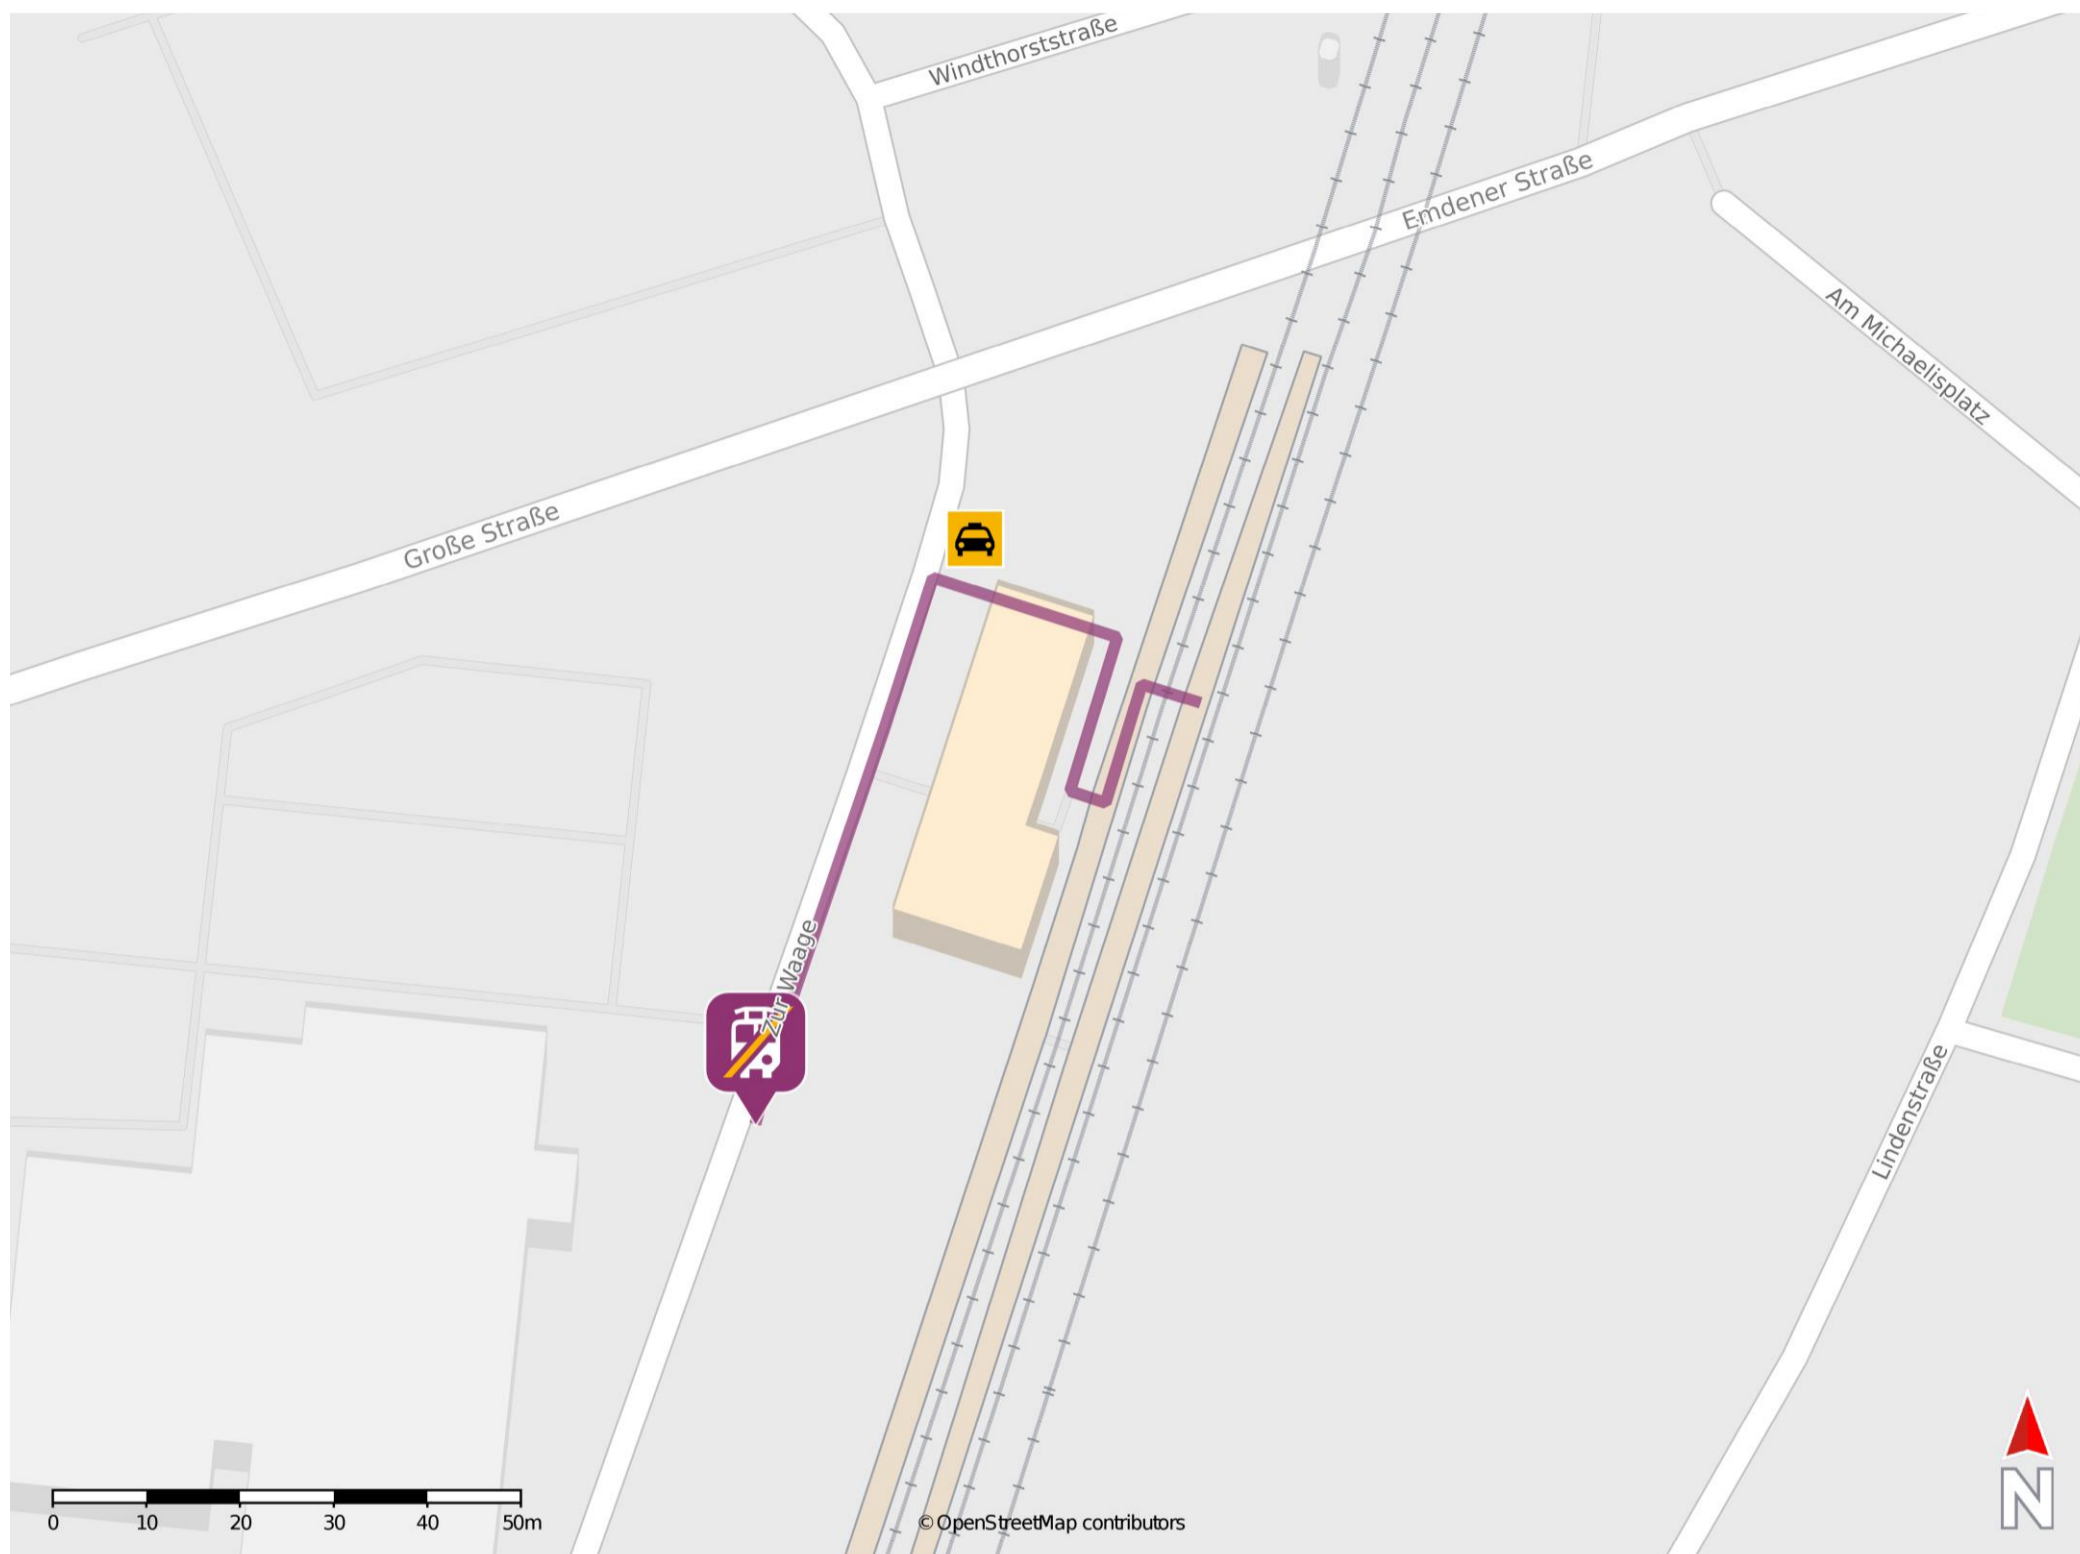 Windthorststraße
Emdener Straße
Am Michaelisplatz
Große Straße
Zur Waage
Lindenstraße
0 10 20 30 40 50m
© OpenStreetMap contributors
N